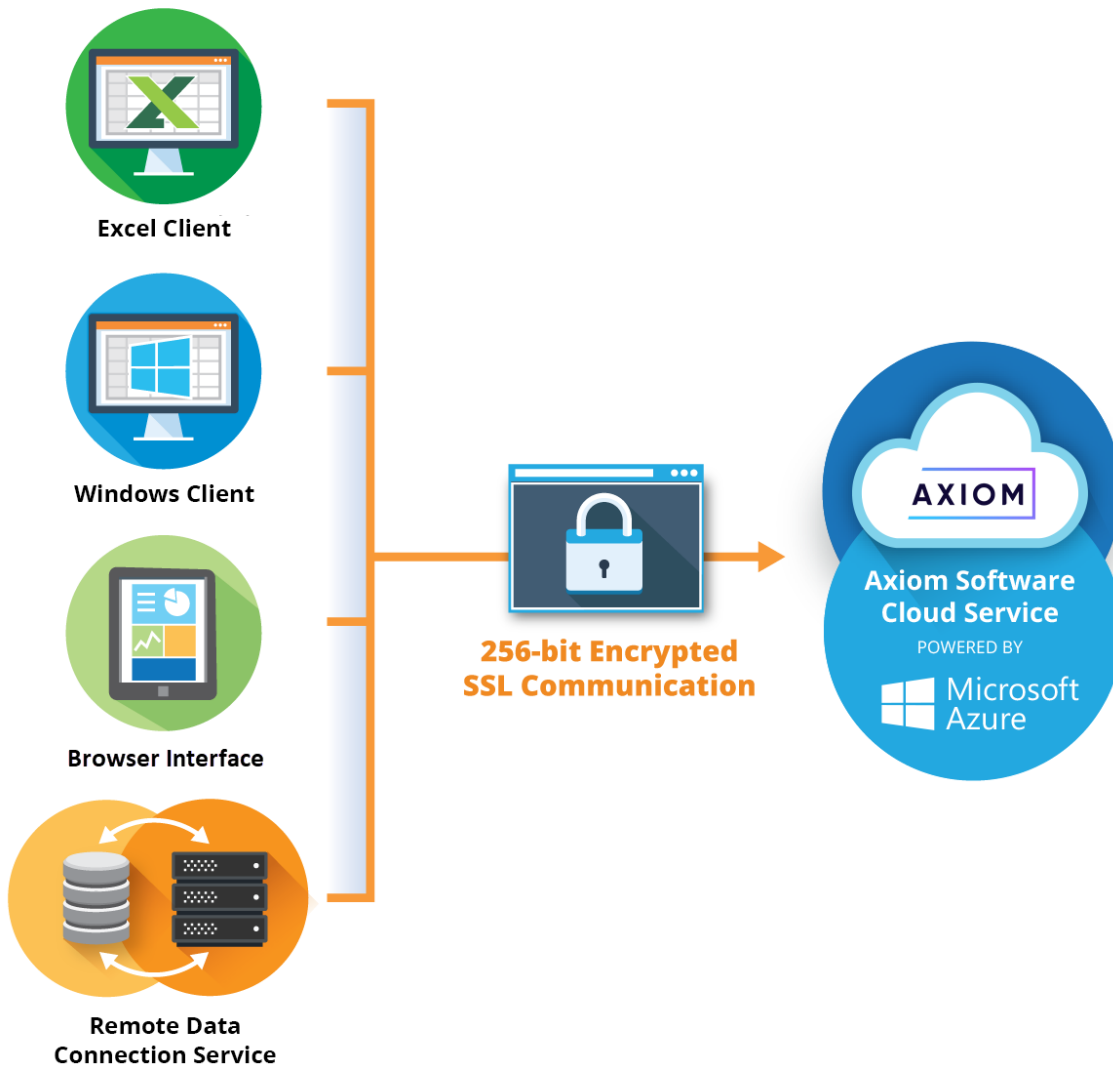 Excel Client
Windows Client
Browser Interface
Remote Data
Connection Service
256-bit Encrypted
SSL Communication
AXIOM
Axiom Software
Cloud Service
POWERED BY
Microsoft
Azure